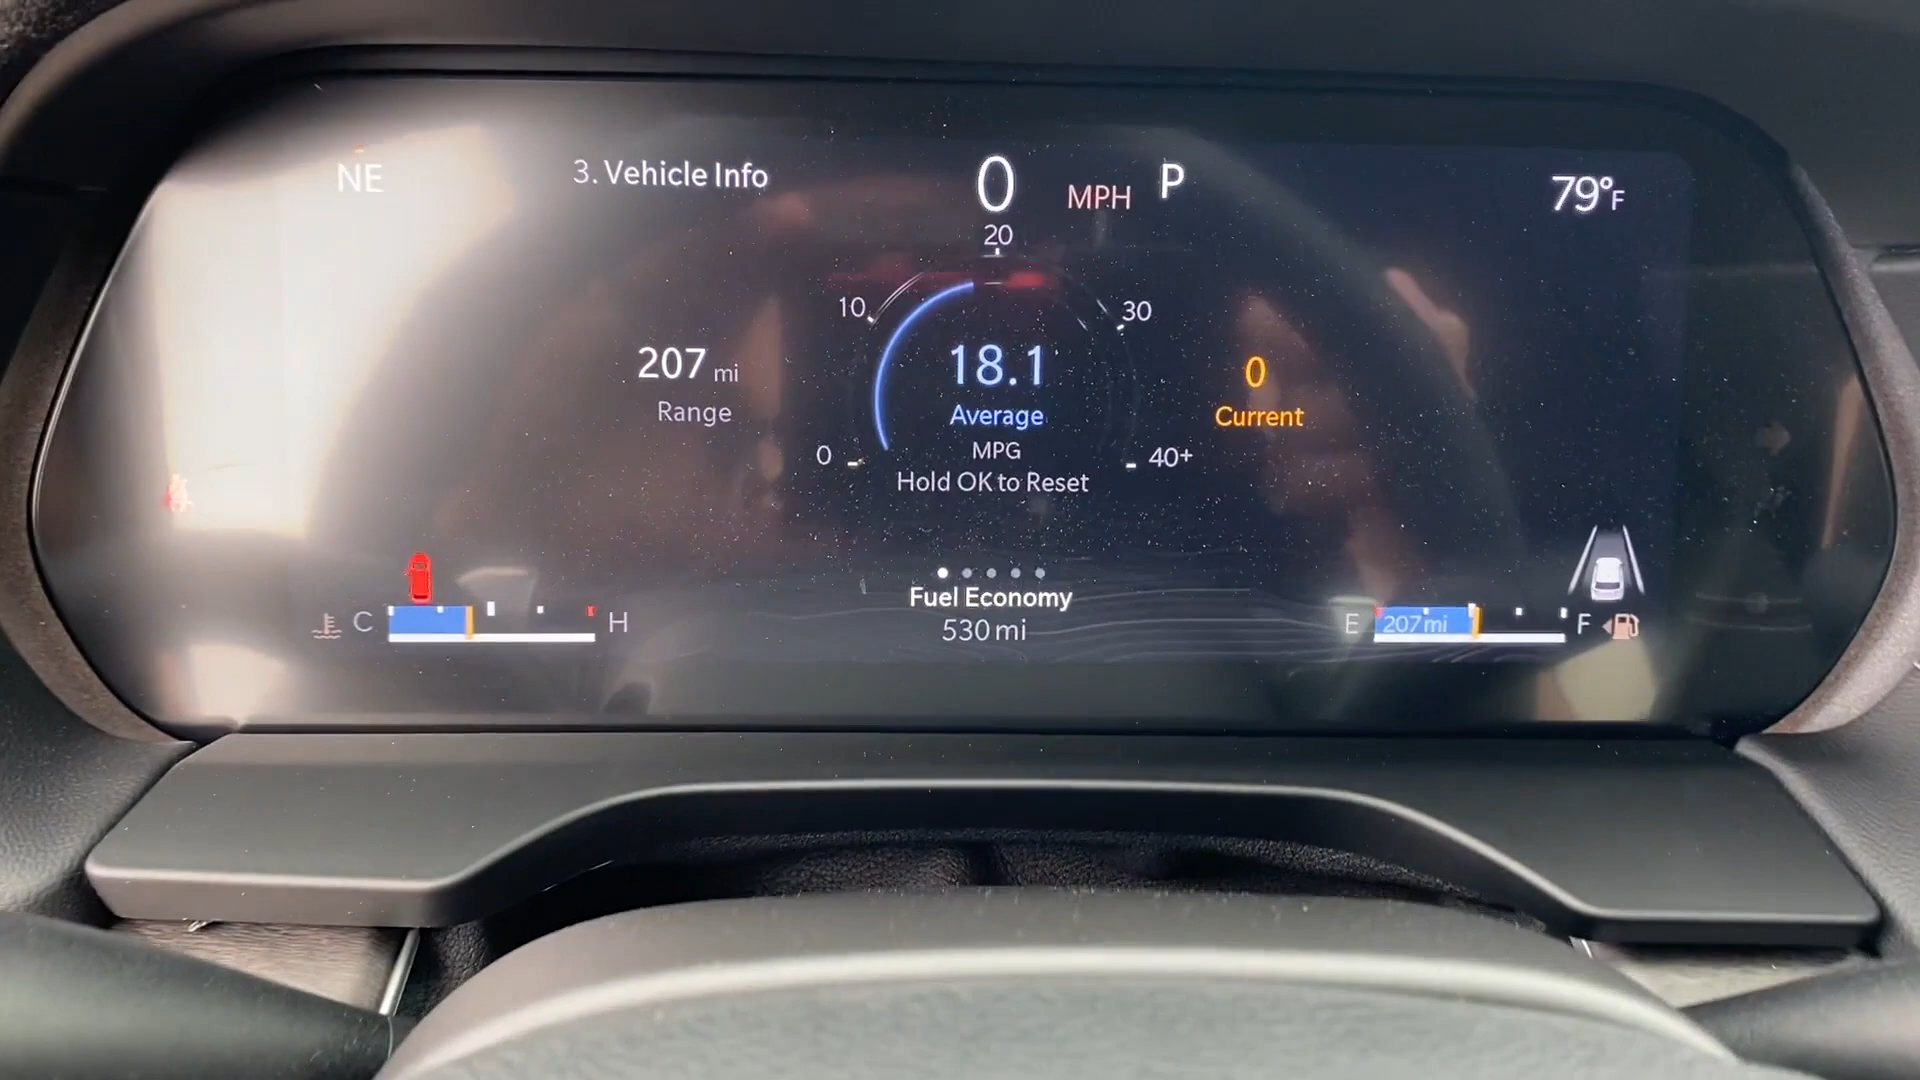 NE
3. Vehicle Info
0 MPH P
79°F
20
10
30
207 mi
Range
18.1
Average
MPG
Hold OK to Reset
0
Current
0
40+
Fuel Economy
530 mi
C
H
E
207 mi
F